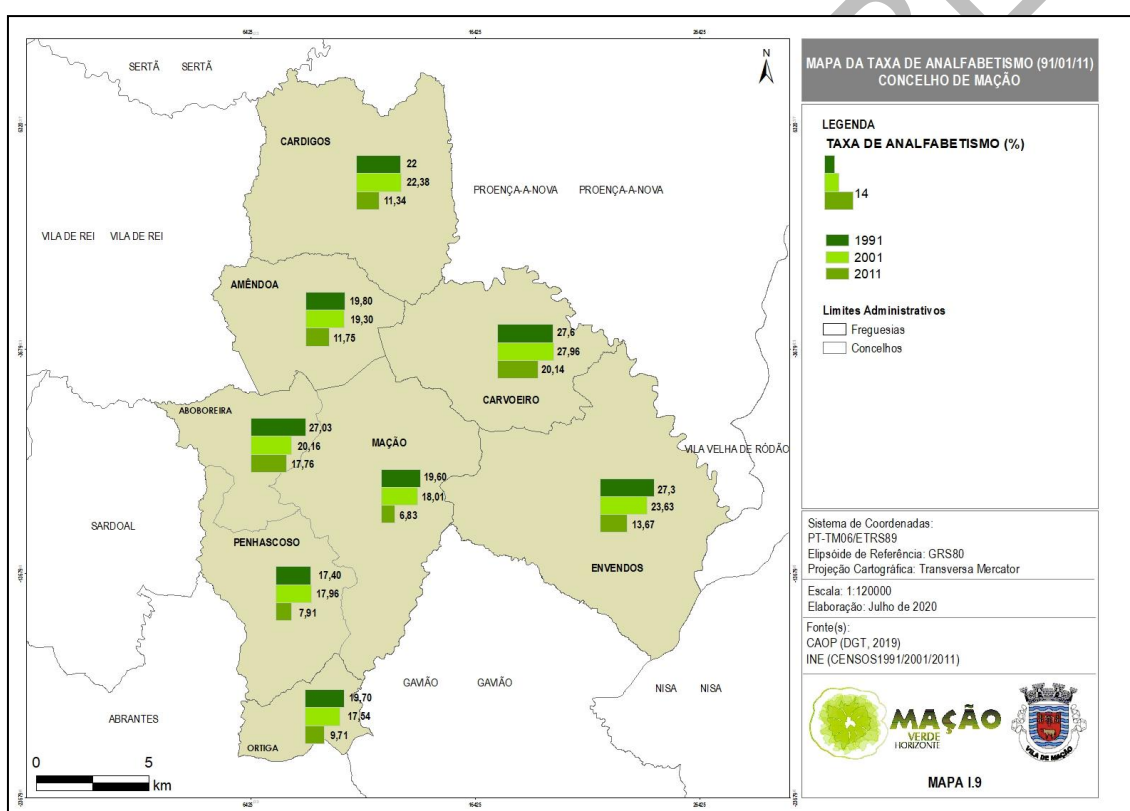 MAPA DA TAXA DE ANALFABETISMO (91/01/11)
CONCELHO DE MAÇÃO
N
SERTÃ SERTÃ
CARDIGOS
22
22,38
11,34
PROENÇA-A-NOVA PROENÇA-A-NOVA
VILA DE REI VILA DE REI
AMÊNDOA
19,80
19,30
11,75
27,6
27,96
20,14
CARVOEIRO
ABOBOREIRA
27,03
20,16
17,76
MAÇÃO
19,60
18,01
6,83
VILA VELHA DE RÓDÃO
27,3
23,63
13,67
ENVENDOS
SARDOAL
PENHASCOSO
17,40
17,96
7,91
GAVIÃO GAVIÃO
NISA NISA
ABRANTES
19,70
17,54
9,71
ORTIGA
0 5
km
LEGENDA
TAXA DE ANALFABETISMO (%)
14
1991
2001
2011
Limites Administrativos
Freguesias
Concelhos
Sistema de Coordenadas:
PT-TM06/ETRS89
Elipsóide de Referência: GRS80
Projeção Cartográfica: Transversa Mercator
Escala: 1:120000
Elaboração: Julho de 2020
Fonte(s):
CAOP (DGT, 2019)
INE (CENSOS1991/2001/2011)
MAÇÃO
VERDE
HORIZONTE
VILA DE MAÇÃO
MAPA I.9